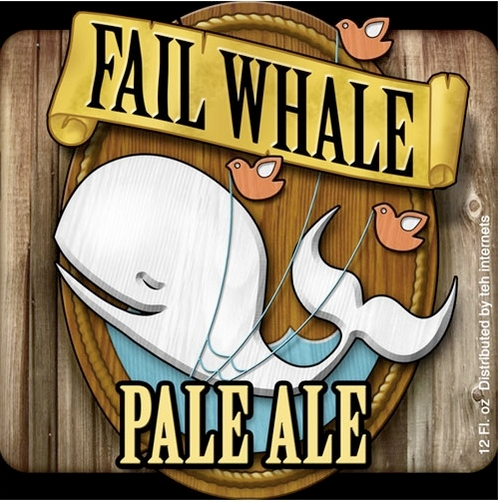 FAIL WHALE
PALE ALE
12 Fl. oz Distributed by teh internets